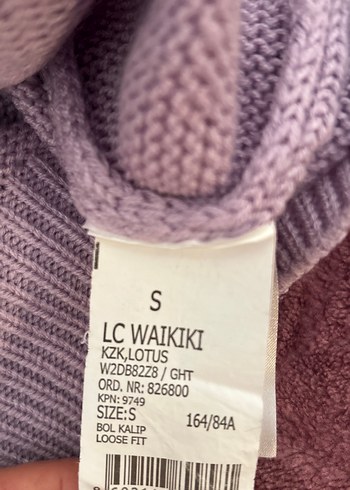 S
LC WAIKIKI
KZK,LOTUS
W2DB82Z8 / GHT
ORD. NR: 826800
KPN: 9749
SIZE:S 164/84A
BOL KALIP
LOOSE FIT